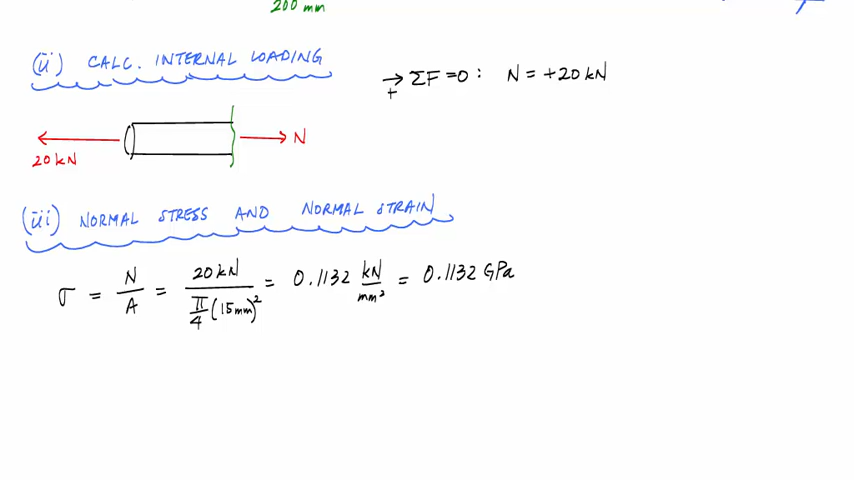 200 mm
(ii) CALC. INTERNAL LOADING
→ + ΣF = 0 : N = +20 kN
20 kN
N
(iii) NORMAL STRESS AND NORMAL STRAIN
σ = N/A = 20 kN / π/4 (15 mm)² = 0.1132 kN/mm² = 0.1132 GPa